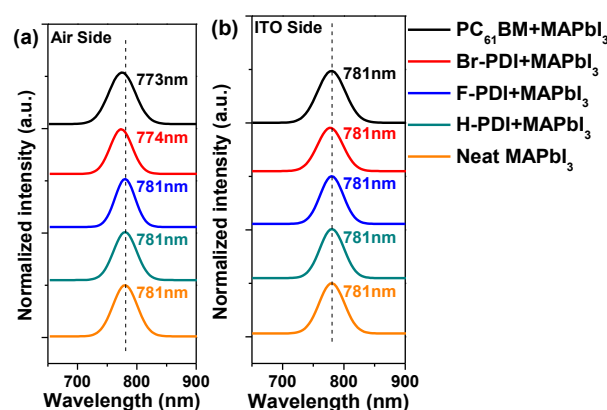 (a)
Air Side
Normalized intensity (a.u.)
773nm
774nm
781nm
781nm
781nm
700
800
900
Wavelength (nm)
(b)
ITO Side
Normalized intensity (a.u.)
781nm
781nm
781nm
781nm
781nm
700
800
900
Wavelength (nm)
PC₆₁BM+MAPbI₃
Br-PDI+MAPbI₃
F-PDI+MAPbI₃
H-PDI+MAPbI₃
Neat MAPbI₃